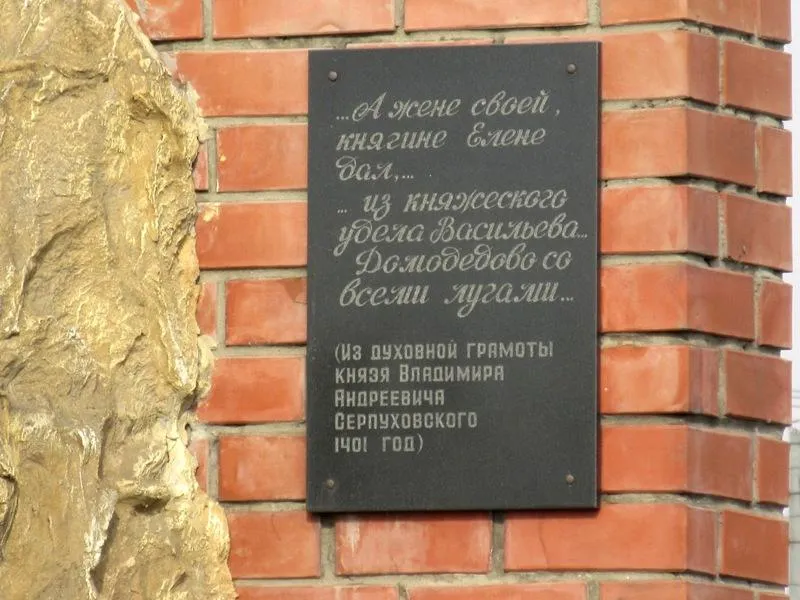 ...А жене своей,
княгине Елене
дал,...
... из княжеского
удела Васильева...
Домодедово со
всеми лугами...
(Из духовной грамоты
князя Владимира
Андреевича
Серпуховского
1401 год)